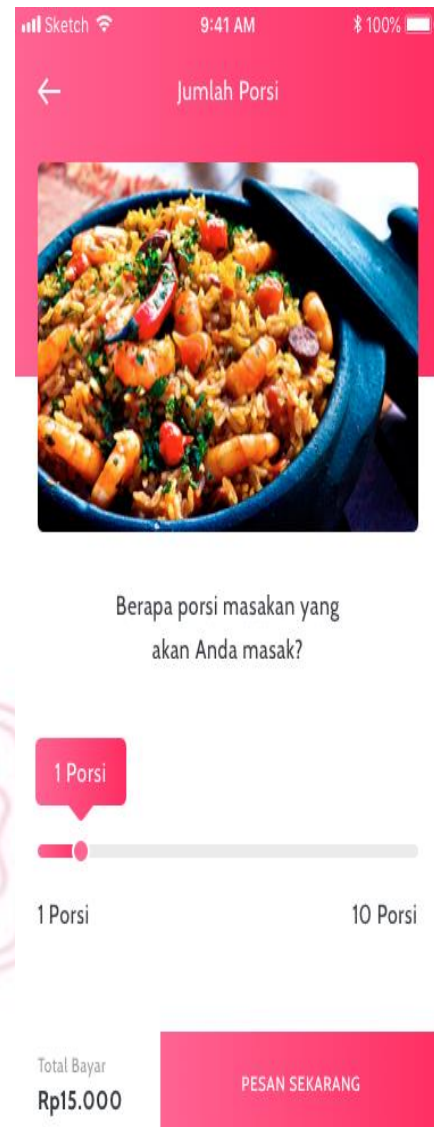 Sketch 9:41 AM 100%
Jumlah Porsi
Berapa porsi masakan yang
akan Anda masak?
1 Porsi
1 Porsi 10 Porsi
Total Bayar
Rp15.000
PESAN SEKARANG